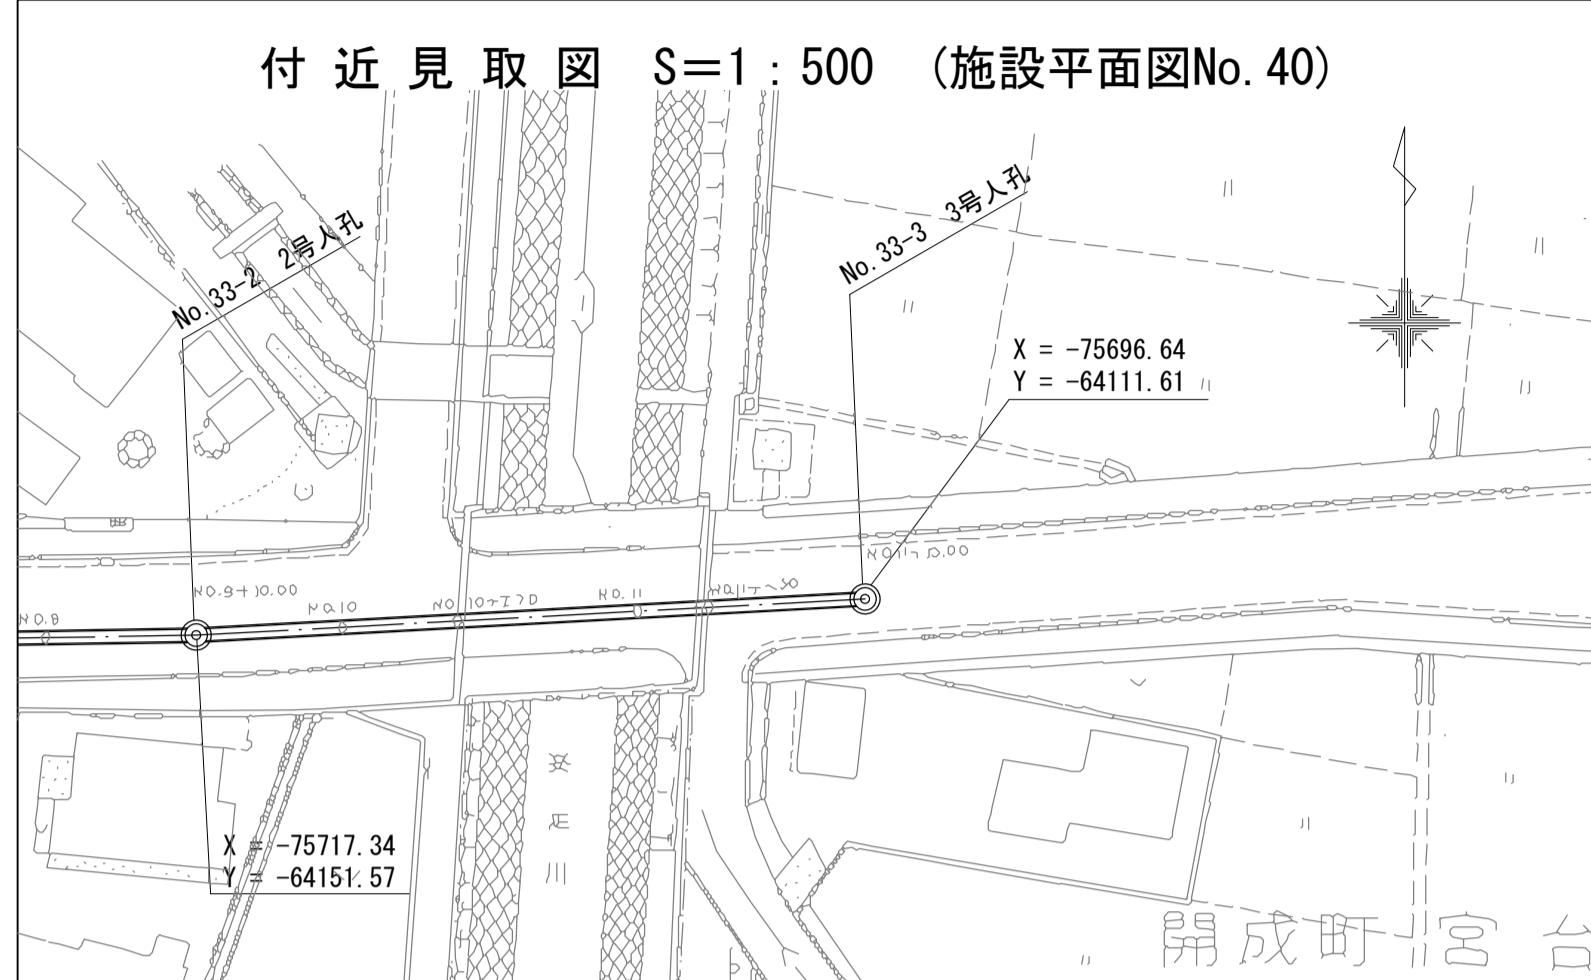 付近見取図 S=1:500 (施設平面図No.40)
No.33-2 2号人孔
No.33-3 3号人孔
X = -75696.64
Y = -64111.61
NO.9+10.00
NO.10
NO.11
X = -75717.34
Y = -64151.57
開成町宮台